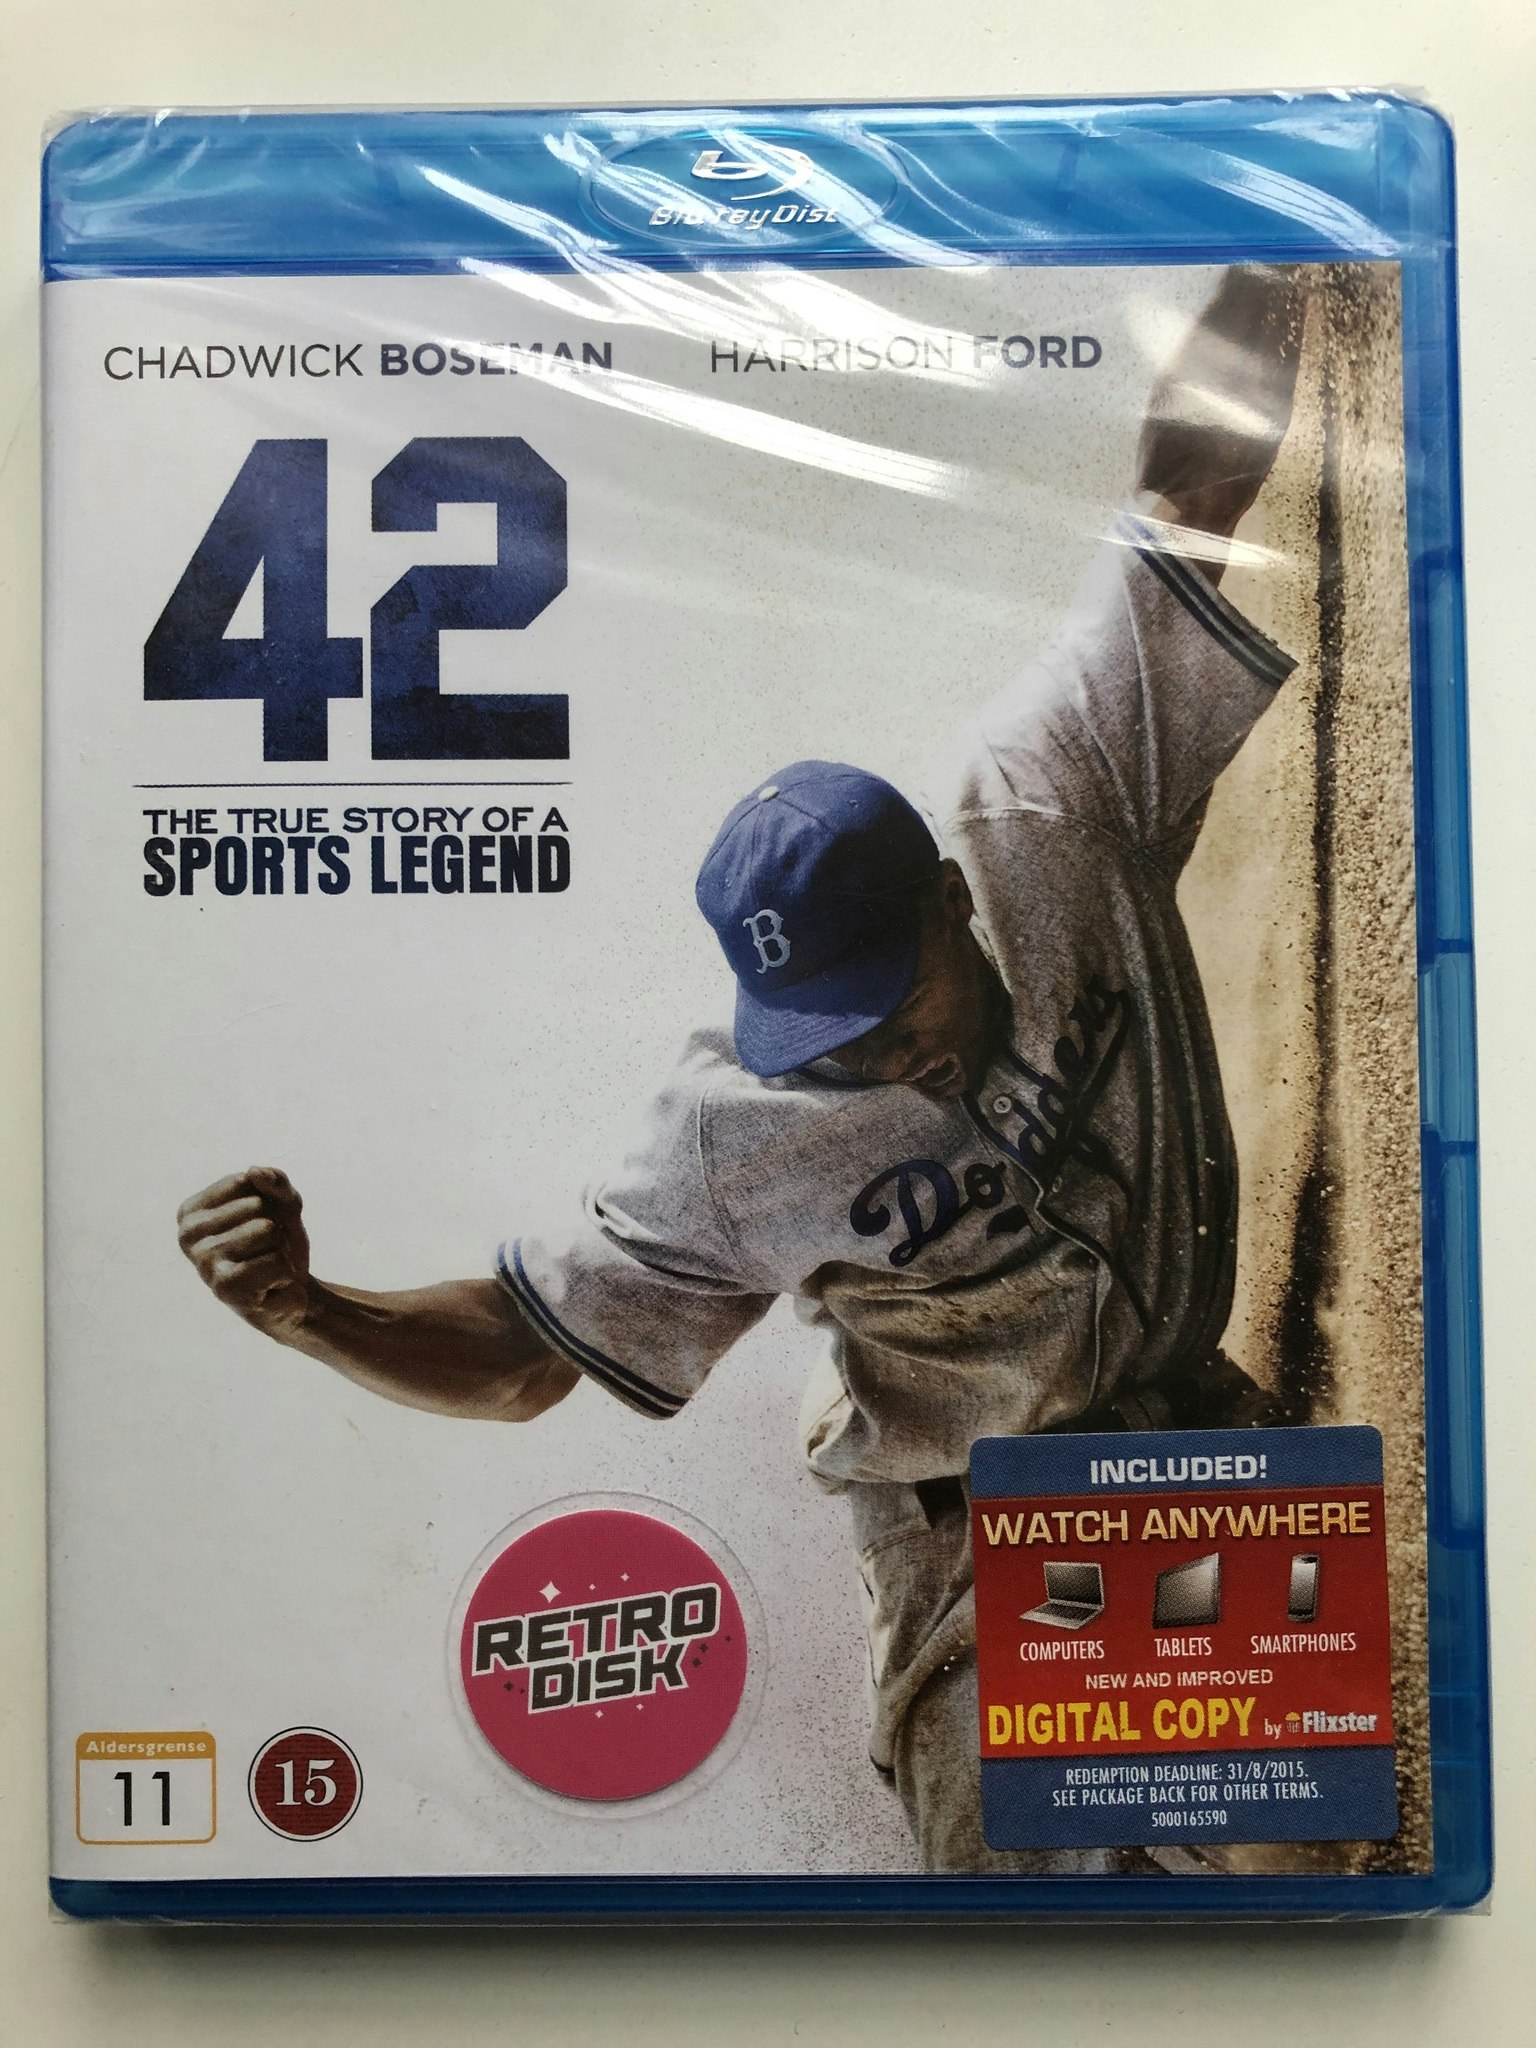 Blu-ray Disc
CHADWICK BOSEMAN HARRISON FORD
42
THE TRUE STORY OF A
SPORTS LEGEND
B
Dodgers
INCLUDED!
WATCH ANYWHERE
COMPUTERS TABLETS SMARTPHONES
NEW AND IMPROVED
DIGITAL COPY by Flixster
REDEMPTION DEADLINE: 31/8/2015.
SEE PACKAGE BACK FOR OTHER TERMS.
5000165590
RETRO
DISK
Aldersgrense
11
15